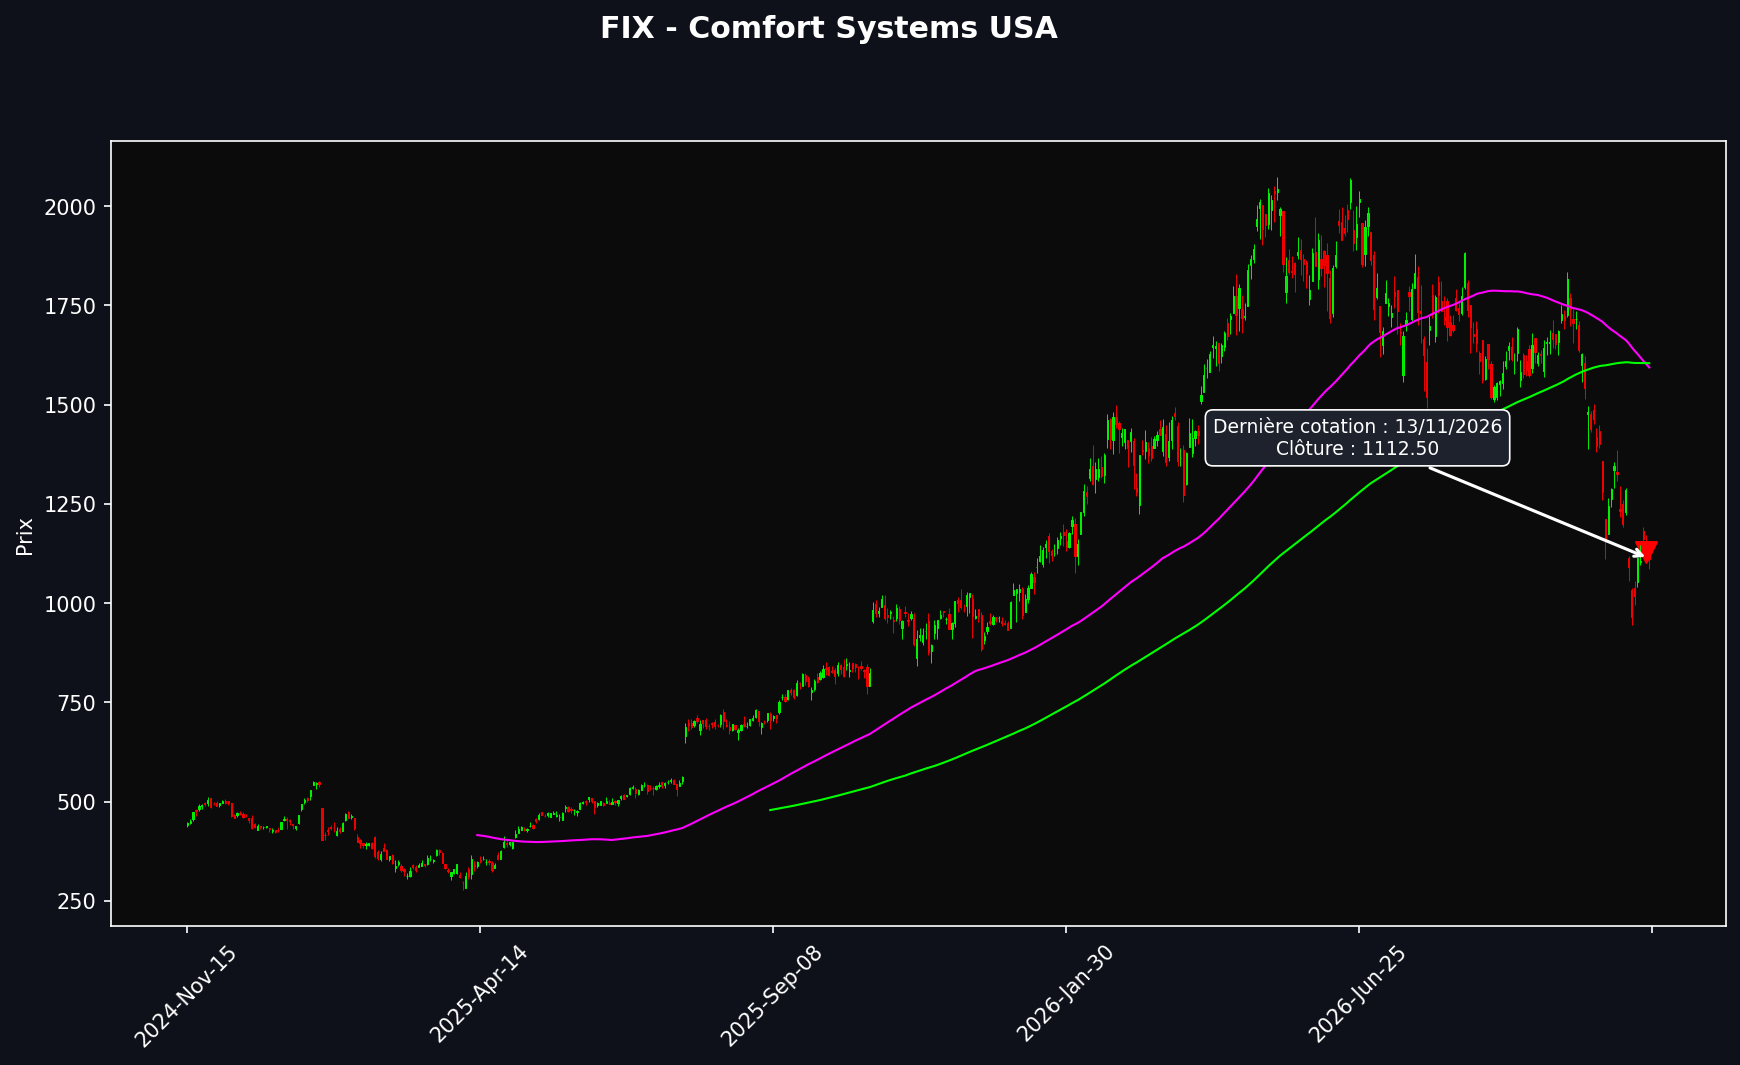 FIX - Comfort Systems USA
2000
1750
1500
1250
1000
750
500
250
Prix
Dernière cotation : 13/11/2026
Clôture : 1112.50
2024-Nov-15
2025-Apr-14
2025-Sep-08
2026-Jan-30
2026-Jun-25